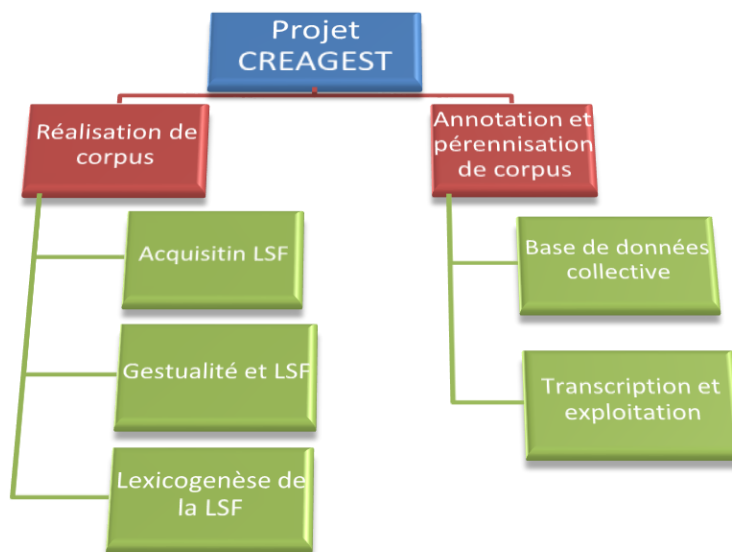 Projet
CREAGEST
Réalisation de
corpus
Annotation et
pérennisation
de corpus
Acquisitin LSF
Gestualité et LSF
Lexicogenèse de
la LSF
Base de données
collective
Transcription et
exploitation